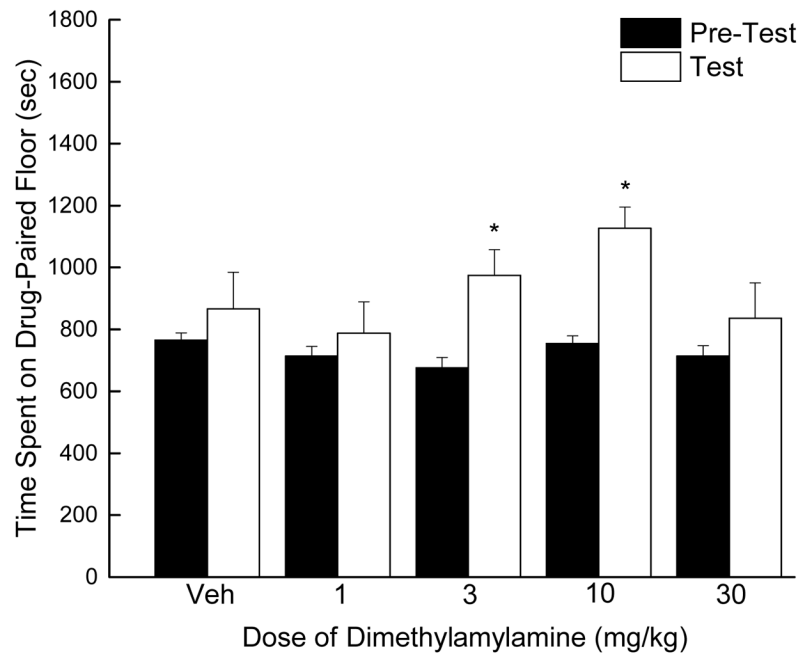 1800
1600
1400
1200
1000
800
600
400
200
0
Time Spent on Drug-Paired Floor (sec)
Pre-Test
Test
*
*
Veh 1 3 10 30
Dose of Dimethylamylamine (mg/kg)